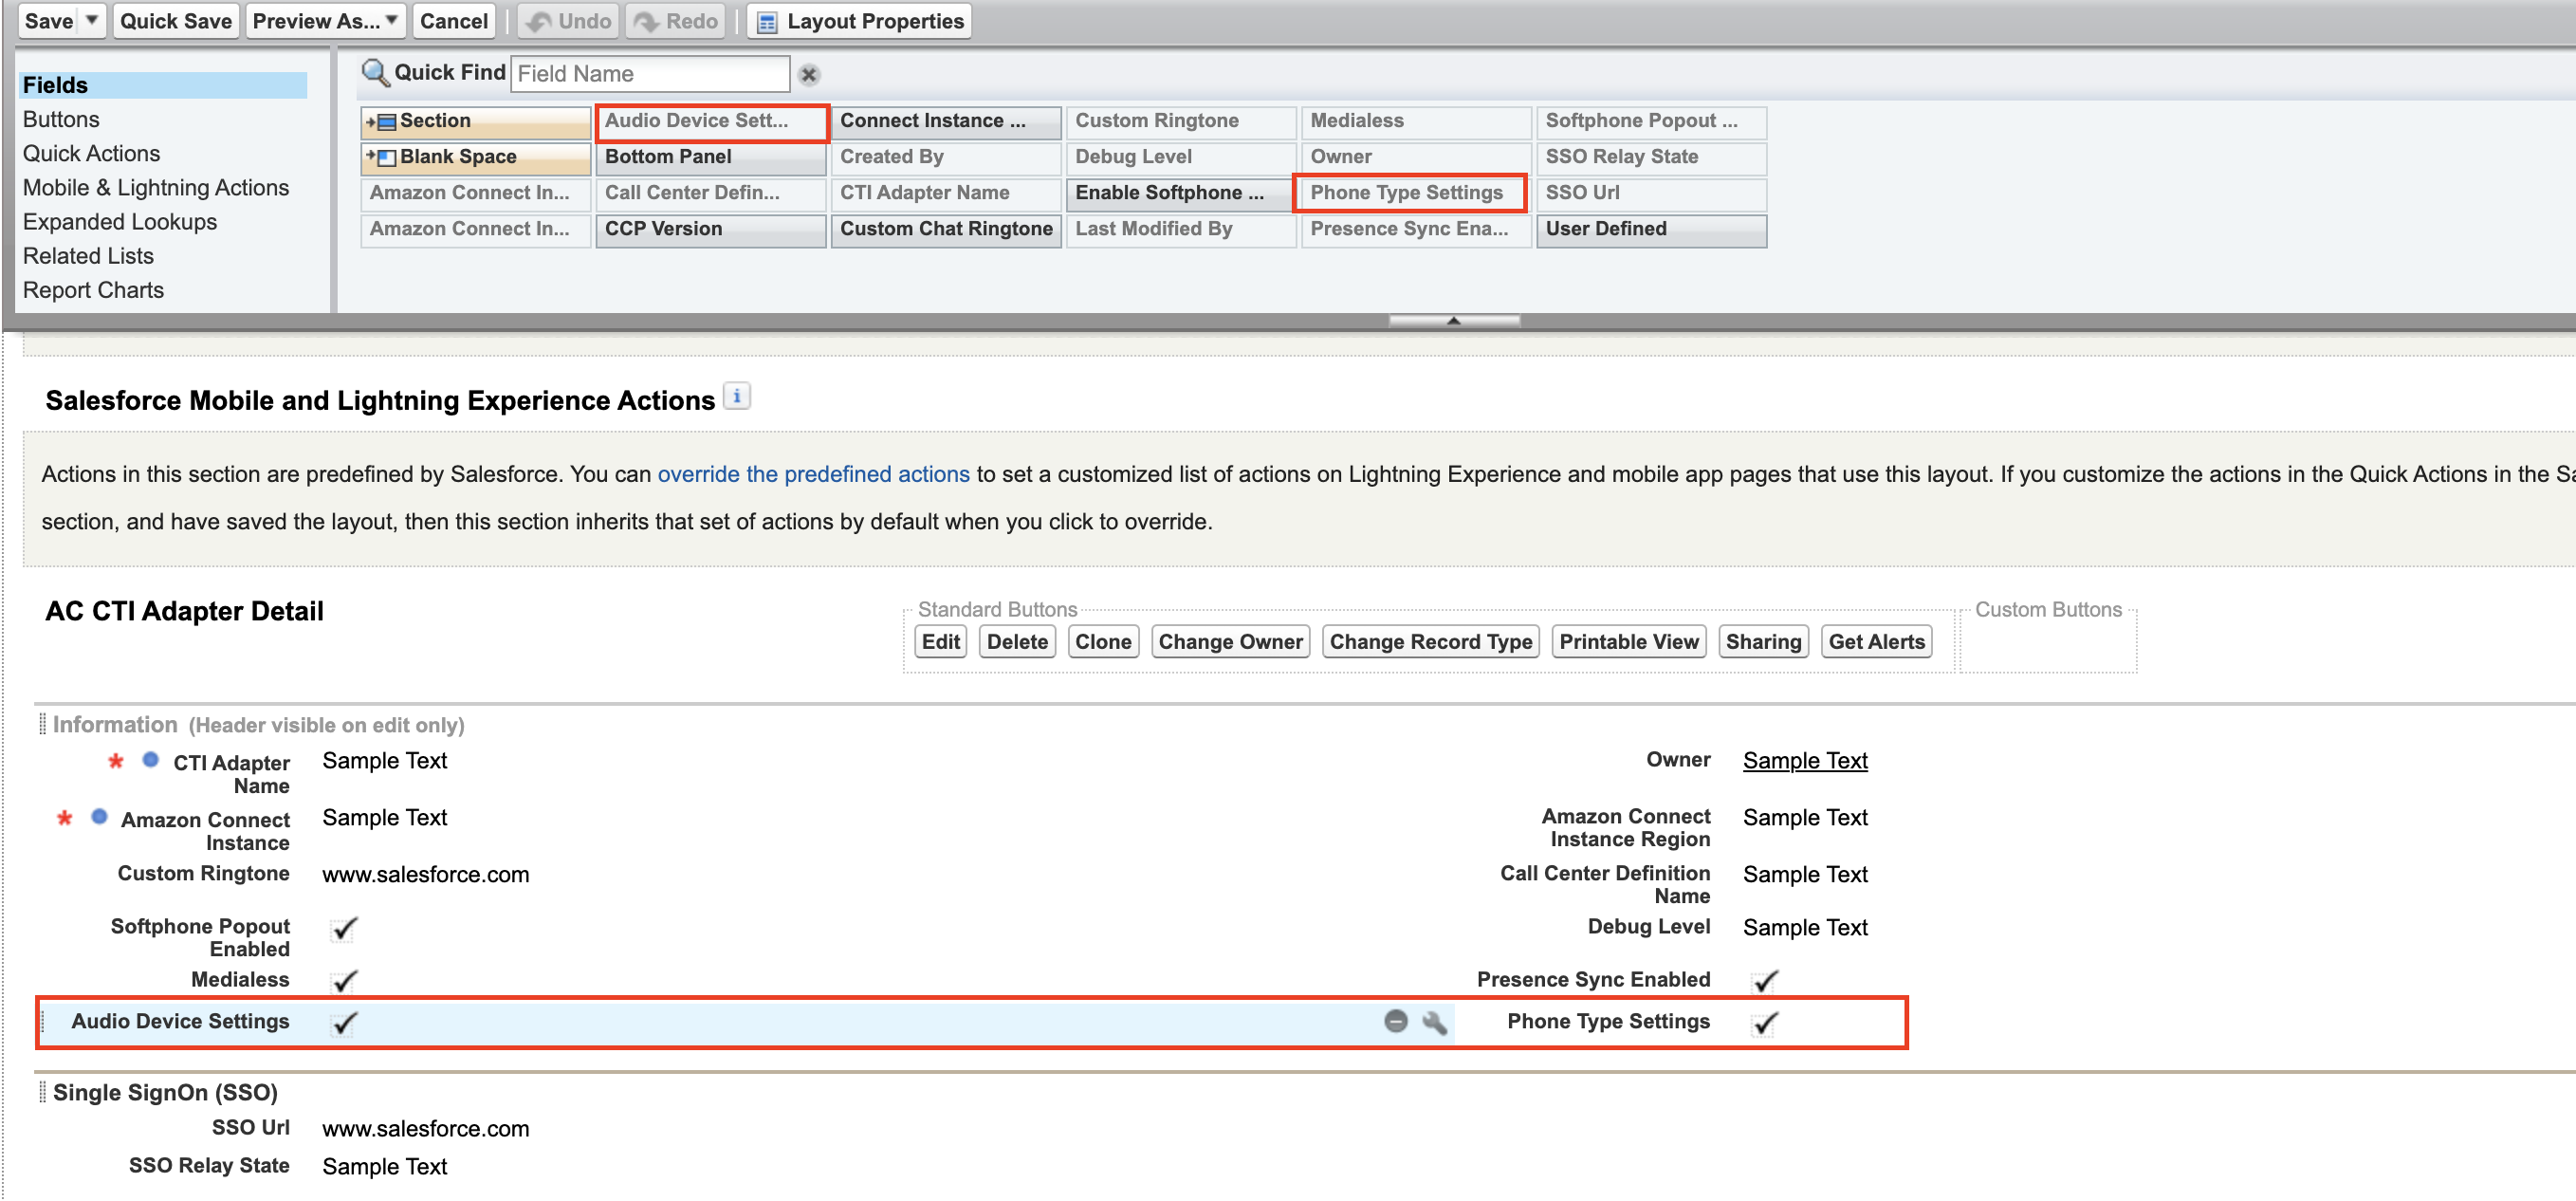 Save Quick Save Preview As... Cancel Undo Redo Layout Properties
Fields
Buttons
Quick Actions
Mobile & Lightning Actions
Expanded Lookups
Related Lists
Report Charts
Quick Find Field Name
Section Audio Device Sett... Connect Instance ... Custom Ringtone Medialess Softphone Popout ...
Blank Space Bottom Panel Created By Debug Level Owner SSO Relay State
Amazon Connect In... Call Center Defin... CTI Adapter Name Enable Softphone ... Phone Type Settings SSO Url
Amazon Connect In... CCP Version Custom Chat Ringtone Last Modified By Presence Sync Ena... User Defined
Salesforce Mobile and Lightning Experience Actions i
Actions in this section are predefined by Salesforce. You can override the predefined actions to set a customized list of actions on Lightning Experience and mobile app pages that use this layout. If you customize the actions in the Quick Actions in the Sa
section, and have saved the layout, then this section inherits that set of actions by default when you click to override.
AC CTI Adapter Detail
Standard Buttons
Edit Delete Clone Change Owner Change Record Type Printable View Sharing Get Alerts
Custom Buttons
Information (Header visible on edit only)
* CTI Adapter Name Sample Text
Owner Sample Text
* Amazon Connect Instance Sample Text
Amazon Connect Instance Region Sample Text
Custom Ringtone www.salesforce.com
Call Center Definition Name Sample Text
Softphone Popout Enabled
Debug Level Sample Text
Medialess
Presence Sync Enabled
Audio Device Settings
Phone Type Settings
Single SignOn (SSO)
SSO Url www.salesforce.com
SSO Relay State Sample Text